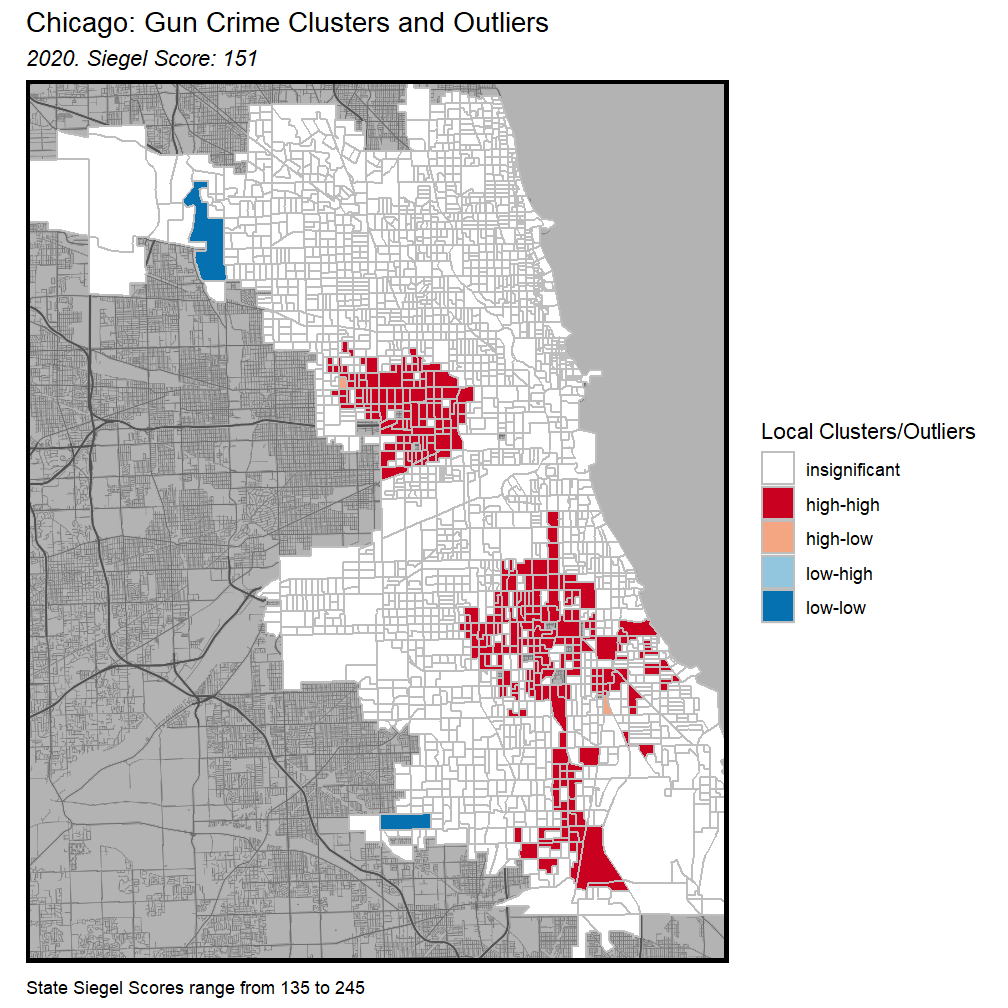 Chicago: Gun Crime Clusters and Outliers
2020. Siegel Score: 151
Local Clusters/Outliers
insignificant
high-high
high-low
low-high
low-low
State Siegel Scores range from 135 to 245